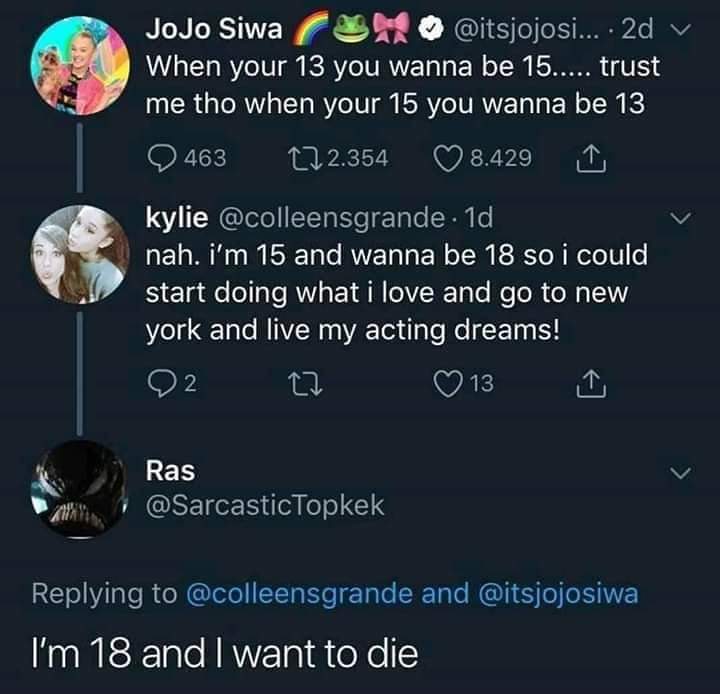 JoJo Siwa 🌈🐸🎀 @itsjojosi... · 2d
When your 13 you wanna be 15..... trust
me tho when your 15 you wanna be 13
463 2.354 8.429
kylie @colleensgrande · 1d
nah. i'm 15 and wanna be 18 so i could
start doing what i love and go to new
york and live my acting dreams!
2 13
Ras
@SarcasticTopkek
Replying to @colleensgrande and @itsjojosiwa
I'm 18 and I want to die